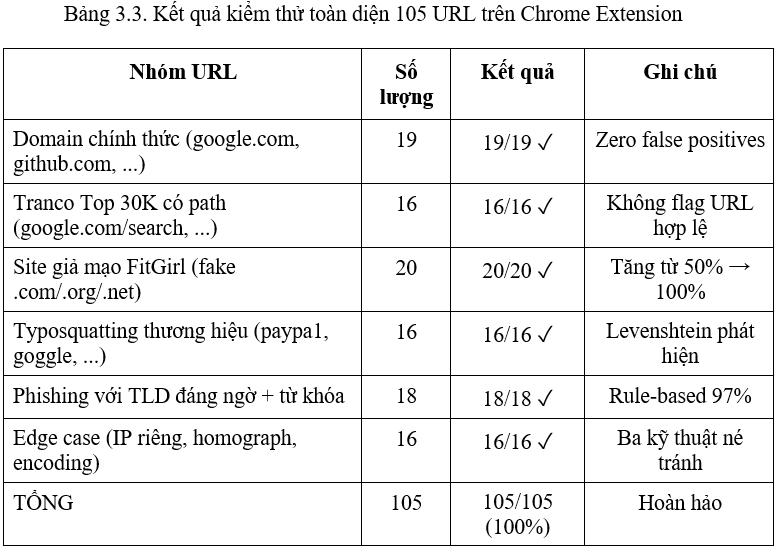 Bảng 3.3. Kết quả kiểm thử toàn diện 105 URL trên Chrome Extension
Nhóm URL | Số lượng | Kết quả | Ghi chú
Domain chính thức (google.com, github.com, ...) | 19 | 19/19 ✓ | Zero false positives
Tranco Top 30K có path (google.com/search, ...) | 16 | 16/16 ✓ | Không flag URL hợp lệ
Site giả mạo FitGirl (fake .com/.org/.net) | 20 | 20/20 ✓ | Tăng từ 50% → 100%
Typosquatting thương hiệu (paypa1, goggle, ...) | 16 | 16/16 ✓ | Levenshtein phát hiện
Phishing với TLD đáng ngờ + từ khóa | 18 | 18/18 ✓ | Rule-based 97%
Edge case (IP riêng, homograph, encoding) | 16 | 16/16 ✓ | Ba kỹ thuật né tránh
TỔNG | 105 | 105/105 (100%) | Hoàn hảo